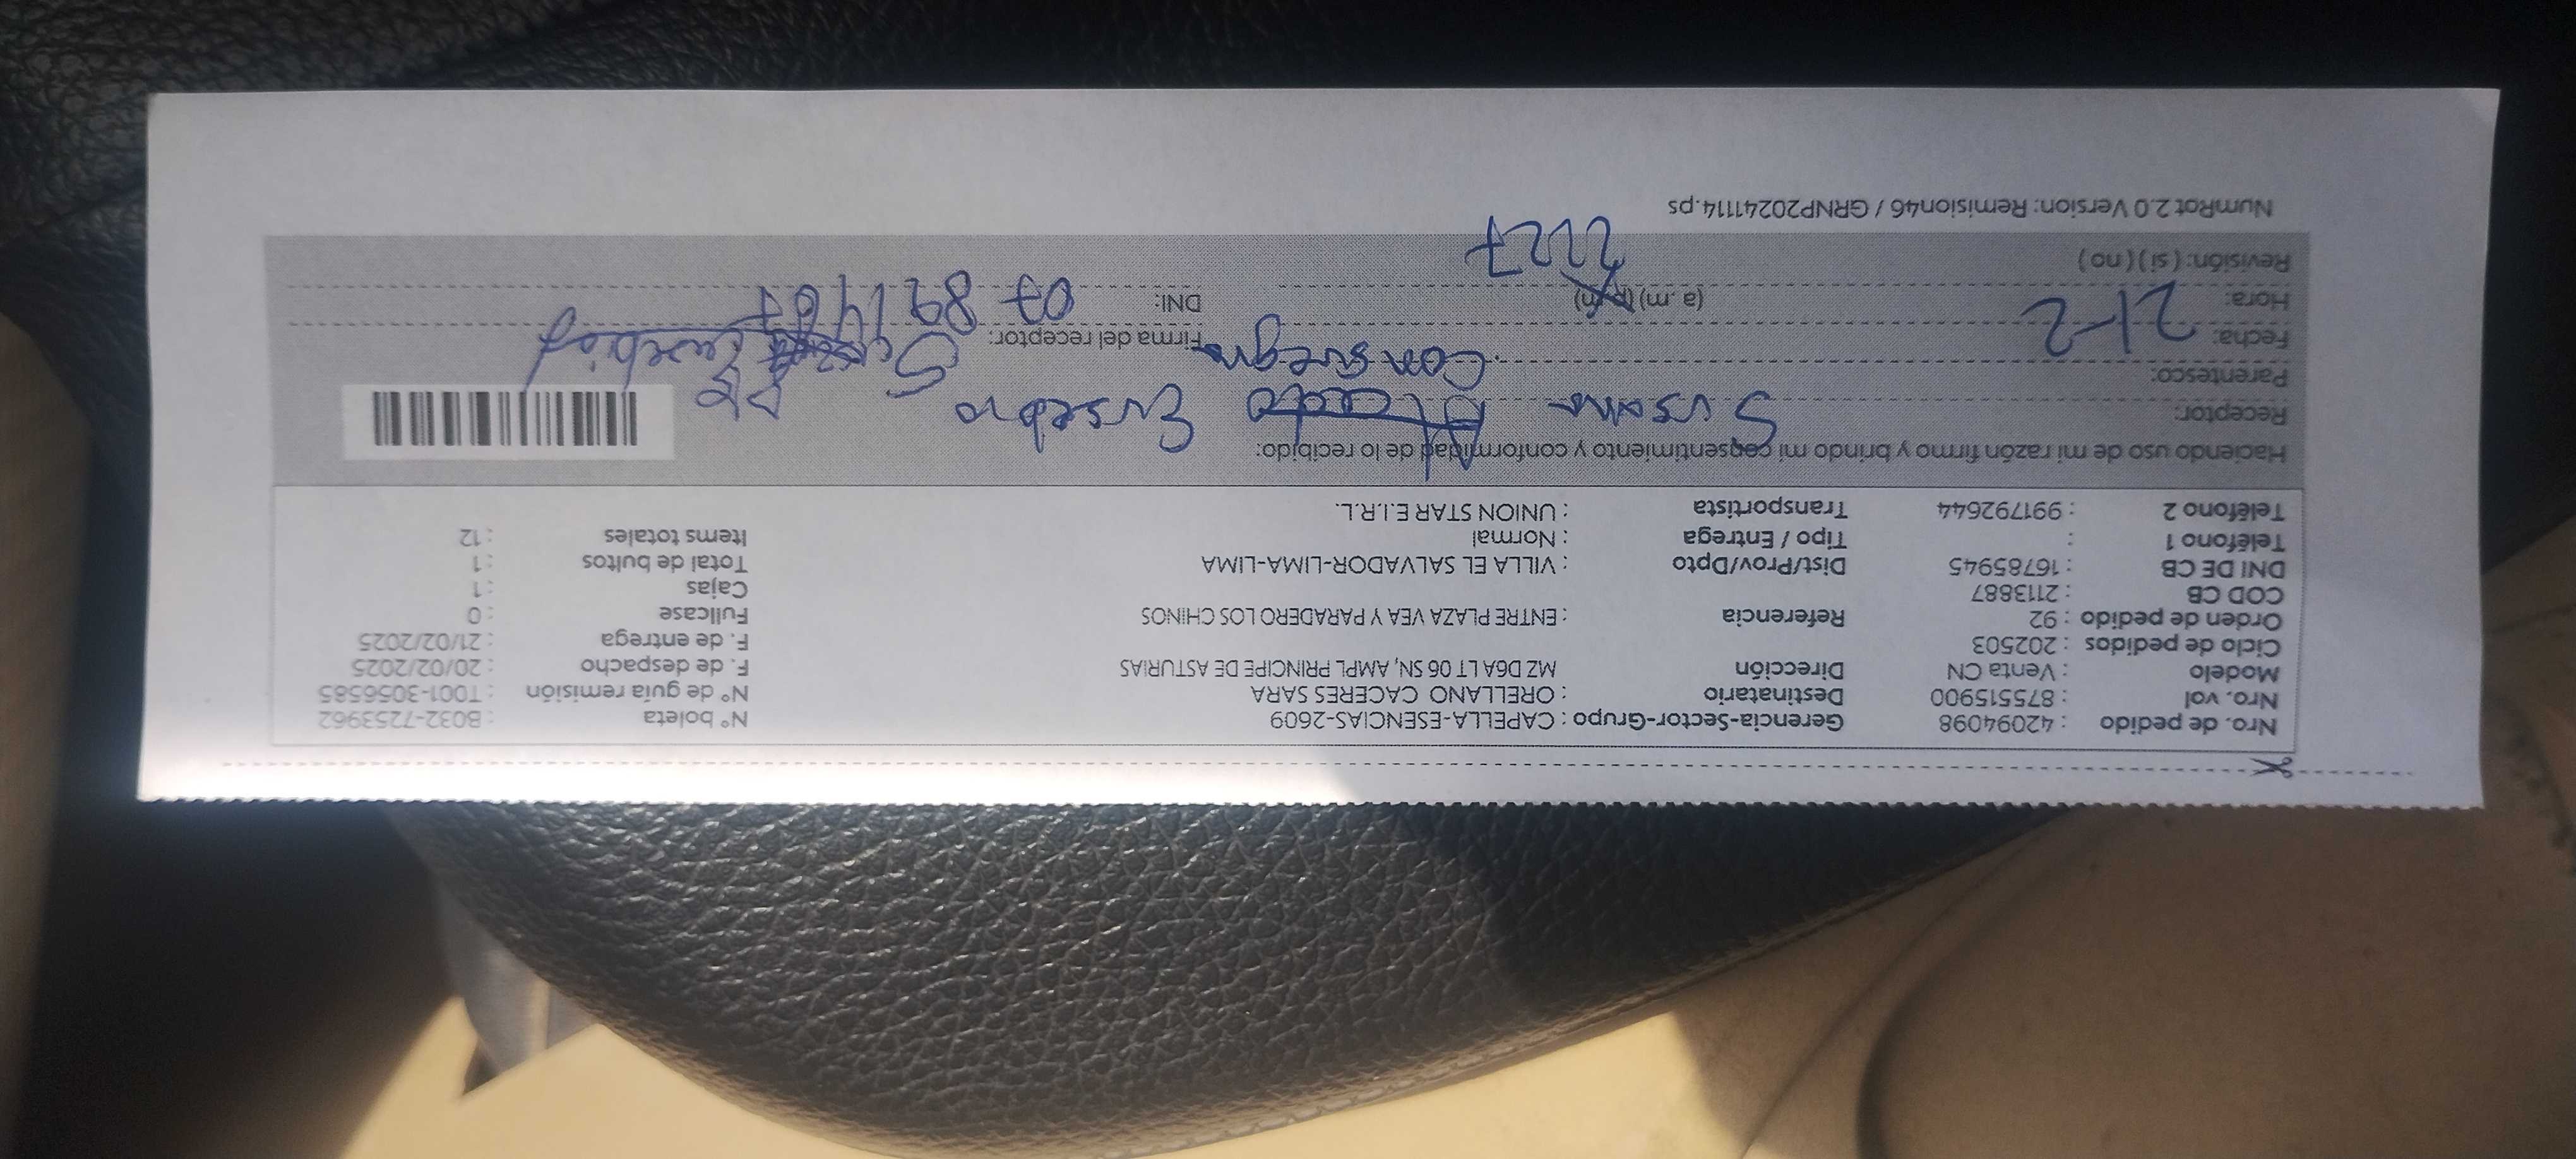 Nro. de pedido : 42094098 Gerencia-Sector-Grupo : CAPELLA-ESENCIAS-2609 N° boleta : B032-7253962
Nro. val : 875515900 Destinatario : ORELLANO CACERES SARA N° de guía remisión : T001-3056585
Modelo : Venta CN Dirección MZ D6A LT 06 SN, AMPL PRINCIPE DE ASTURIAS F. de despacho : 20/02/2025
Ciclo de pedidos : 202503 F. de entrega : 21/02/2025
Orden de pedido : 92 Referencia : ENTRE PLAZA VEA Y PARADERO LOS CHINOS Fullcase : 0
COD CB : 2113887 Cajas : 1
DNI DE CB : 16785945 Dist/Prov/Dpto : VILLA EL SALVADOR-LIMA-LIMA Total de bultos : 1
Teléfono 1 : Tipo / Entrega : Normal Items totales : 12
Teléfono 2 : 991792644 Transportista : UNION STAR E.I.R.L.
Haciendo uso de mi razón firmo y brindo mi consentimiento y conformidad de lo recibido:
Receptor: Susana Eusebio
Parentesco: Consuegra
Fecha: 21-2 Firma del receptor:
Hora: (a. m) (p. m) DNI: 07891467
Revisión: ( si ) ( no )
NumRot 2.0 Version: Remision46 / GRNP20241114.ps